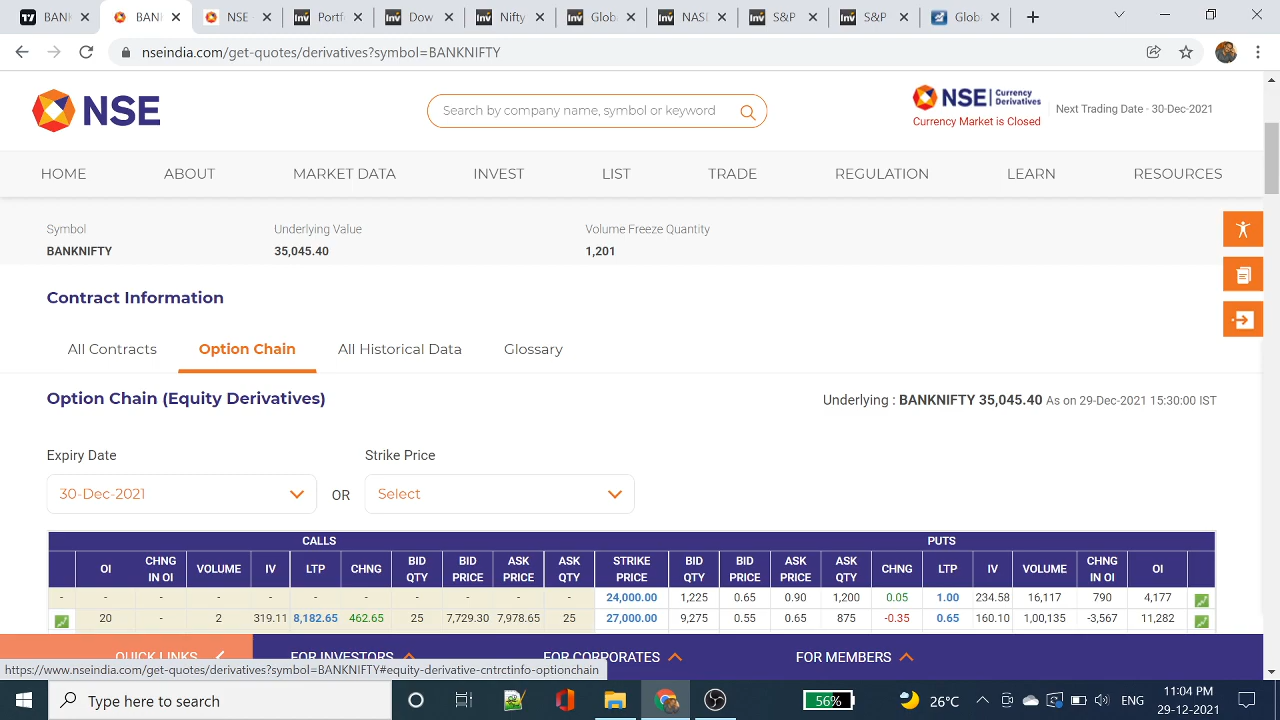 BANK
BANK
NSE -
Portf
Dow
Nifty
Globa
NASD
S&P
S&P
Globa
nseindia.com/get-quotes/derivatives?symbol=BANKNIFTY
NSE
Search by company name, symbol or keyword
NSE Currency Derivatives
Currency Market is Closed
Next Trading Date - 30-Dec-2021
HOME ABOUT MARKET DATA INVEST LIST TRADE REGULATION LEARN RESOURCES
Symbol Underlying Value Volume Freeze Quantity
BANKNIFTY 35,045.40 1,201
Contract Information
All Contracts Option Chain All Historical Data Glossary
Option Chain (Equity Derivatives)
Underlying : BANKNIFTY 35,045.40 As on 29-Dec-2021 15:30:00 IST
Expiry Date Strike Price
30-Dec-2021 OR Select
CALLS PUTS
OI CHNG IN OI VOLUME IV LTP CHNG BID QTY BID PRICE ASK PRICE ASK QTY STRIKE PRICE BID QTY BID PRICE ASK PRICE ASK QTY CHNG LTP IV VOLUME CHNG IN OI OI
- - - - - - - - - - - 24,000.00 1,225 0.65 0.90 1,200 0.05 1.00 234.58 16,117 790 4,177
20 - 2 319.11 8,182.65 462.65 25 7,729.30 7,978.65 25 27,000.00 9,275 0.55 0.65 875 -0.35 0.65 160.10 1,00,135 -3,567 11,282
QUICK LINKS FOR INVESTORS FOR CORPORATES FOR MEMBERS
https://www.nseindia.com/get-quotes/derivatives?symbol=BANKNIFTY#equity-derivative-cntrctinfo-optionchain
Type here to search
56%
26°C
ENG
11:04 PM
29-12-2021